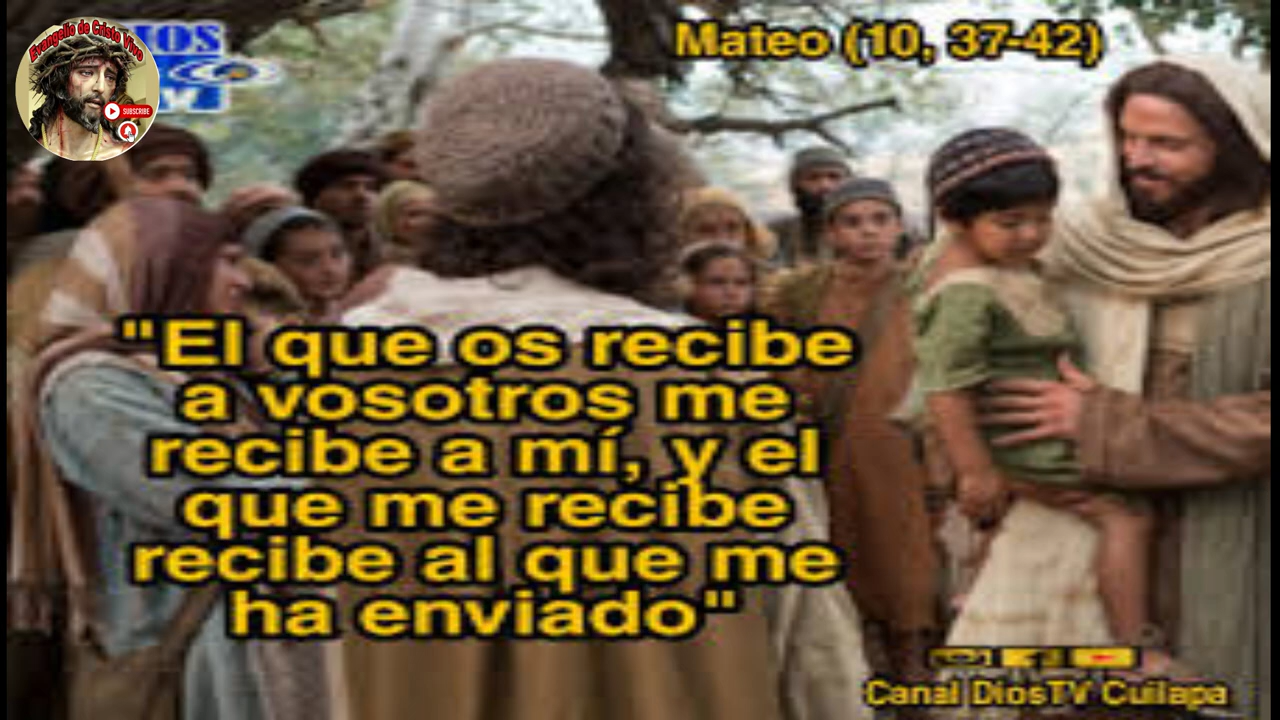 Evangelio de Cristo Vivo
SUBSCRIBE
Mateo (10, 37-42)
"El que os recibe
a vosotros me
recibe a mí, y el
que me recibe
recibe al que me
ha enviado"
Canal DiosTV Cuilapa